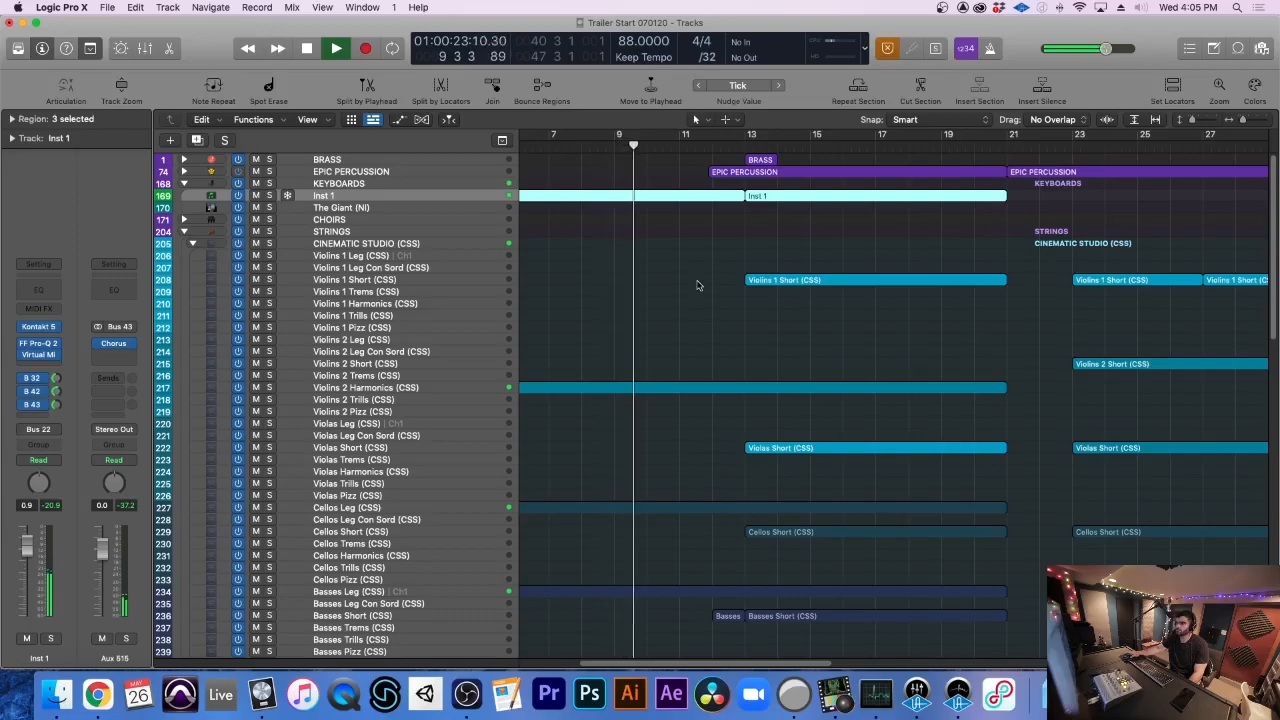 Logic Pro X File Edit Track Navigate Record Mix View Window 1 Help Wed 4:05 PM
Trailer Start 070120 - Tracks
01:00:23:10.30 40 3 1 1 88.0000 4/4 No In CPU
9 3 3 89 47 3 1 1 Keep Tempo /32 No Out HD
S 1234
Articulation Track Zoom Note Repeat Spot Erase Split by Playhead Split by Locators Join Bounce Regions Move to Playhead Tick Nudge Value Repeat Section Cut Section Insert Section Insert Silence Set Locators Zoom Colors
Region: 3 selected Edit Functions View Snap: Smart Drag: No Overlap
Track: Inst 1 S 7 9 11 13 15 17 19 21 23 25 27
1 M S BRASS BRASS
74 M S EPIC PERCUSSION EPIC PERCUSSION EPIC PERCUSSION
168 M S KEYBOARDS KEYBOARDS
169 M S Inst 1 Inst 1
170 M S The Giant (NI)
171 M S CHOIRS
204 M S STRINGS STRINGS
205 M S CINEMATIC STUDIO (CSS) CINEMATIC STUDIO (CSS)
206 M S Violins 1 Leg (CSS) Ch1
207 M S Violins 1 Leg Con Sord (CSS)
208 M S Violins 1 Short (CSS) Violins 1 Short (CSS) Violins 1 Short (CSS) Violins 1 Short (CS
209 M S Violins 1 Trems (CSS)
210 M S Violins 1 Harmonics (CSS)
211 M S Violins 1 Trills (CSS)
212 M S Violins 1 Pizz (CSS)
213 M S Violins 2 Leg (CSS)
214 M S Violins 2 Leg Con Sord (CSS)
215 M S Violins 2 Short (CSS) Violins 2 Short (CSS)
216 M S Violins 2 Trems (CSS)
217 M S Violins 2 Harmonics (CSS)
218 M S Violins 2 Trills (CSS)
219 M S Violins 2 Pizz (CSS)
220 M S Violas Leg (CSS) Ch1
221 M S Violas Leg Con Sord (CSS)
222 M S Violas Short (CSS) Violas Short (CSS) Violas Short (CSS)
223 M S Violas Trems (CSS)
224 M S Violas Harmonics (CSS)
225 M S Violas Trills (CSS)
226 M S Violas Pizz (CSS)
227 M S Cellos Leg (CSS)
228 M S Cellos Leg Con Sord (CSS)
229 M S Cellos Short (CSS) Cellos Short (CSS) Cellos Short (CSS)
230 M S Cellos Trems (CSS)
231 M S Cellos Harmonics (CSS)
232 M S Cellos Trills (CSS)
233 M S Cellos Pizz (CSS)
234 M S Basses Leg (CSS) Ch1
235 M S Basses Leg Con Sord (CSS)
236 M S Basses Short (CSS) Basses Basses Short (CSS)
237 M S Basses Trems (CSS)
238 M S Basses Trills (CSS)
239 M S Basses Pizz (CSS)
Setting Setting
EQ EQ
MIDI FX
Kontakt 5 Bus 43
FF Pro-Q 2 Chorus
Virtual Mi
B 32 Sends
B 42
B 43
Bus 22 Stereo Out
Group Group
Read Read
0.9 -20.9 0.0 -37.2
M S M S
Inst 1 Aux 515
MAY 26 Live Pr Ps Ai Ae